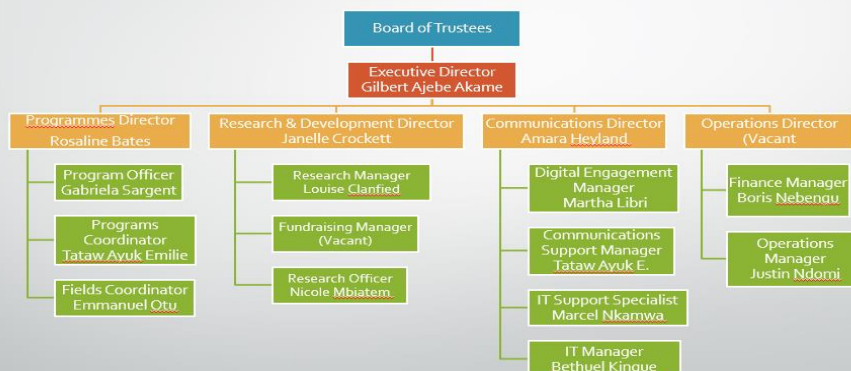 Board of Trustees
Executive Director
Gilbert Ajebe Akame
Programmes Director
Rosaline Bates
Program Officer
Gabriela Sargent
Programs
Coordinator
Tataw Ayuk Emilie
Fields Coordinator
Emmanuel Otu
Research & Development Director
Janelle Crockett
Research Manager
Louise Clanfied
Fundraising Manager
(Vacant)
Research Officer
Nicole Mbiatem
Communications Director
Amara Heyland
Digital Engagement
Manager
Martha Libri
Communications
Support Manager
Tataw Ayuk E.
IT Support Specialist
Marcel Nkamwa
IT Manager
Bethuel Kingue
Operations Director
(Vacant
Finance Manager
Boris Nebengu
Operations
Manager
Justin Ndomi